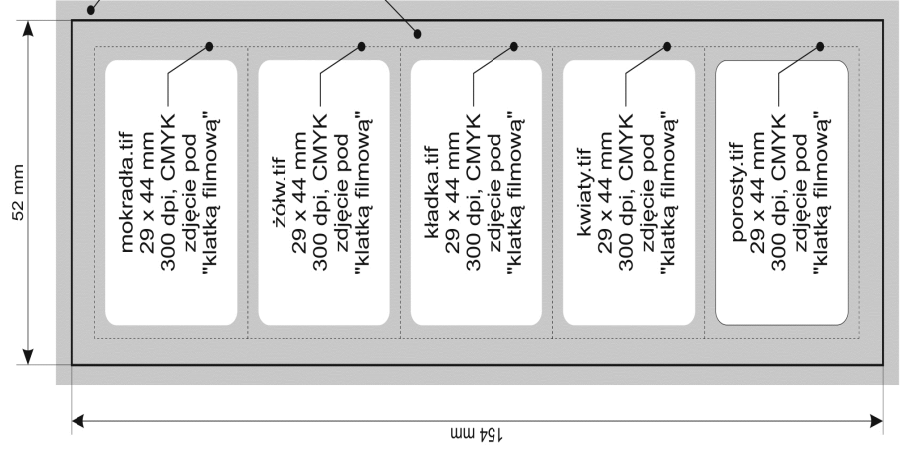 52 mm
mokradła.tif
29 x 44 mm
300 dpi, CMYK
zdjęcie pod
"klatką filmową"
żółw.tif
29 x 44 mm
300 dpi, CMYK
zdjęcie pod
"klatką filmową"
kładka.tif
29 x 44 mm
300 dpi, CMYK
zdjęcie pod
"klatką filmową"
kwiaty.tif
29 x 44 mm
300 dpi, CMYK
zdjęcie pod
"klatką filmową"
porosty.tif
29 x 44 mm
300 dpi, CMYK
zdjęcie pod
"klatką filmową"
154 mm